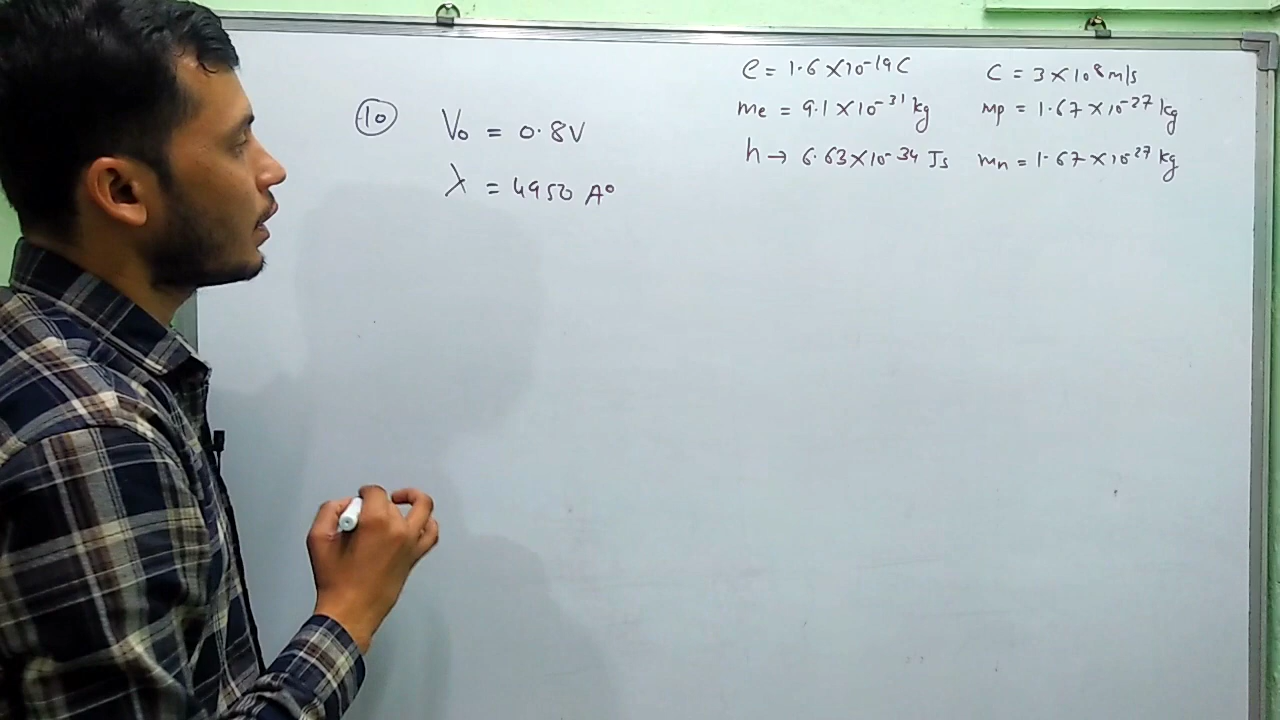 10 V₀ = 0.8V
λ = 4950 A°
e = 1.6 × 10⁻¹⁹ C c = 3 × 10⁸ m/s
me = 9.1 × 10⁻³¹ kg mp = 1.67 × 10⁻²⁷ kg
h → 6.63 × 10⁻³⁴ Js mn = 1.67 × 10⁻²⁷ kg